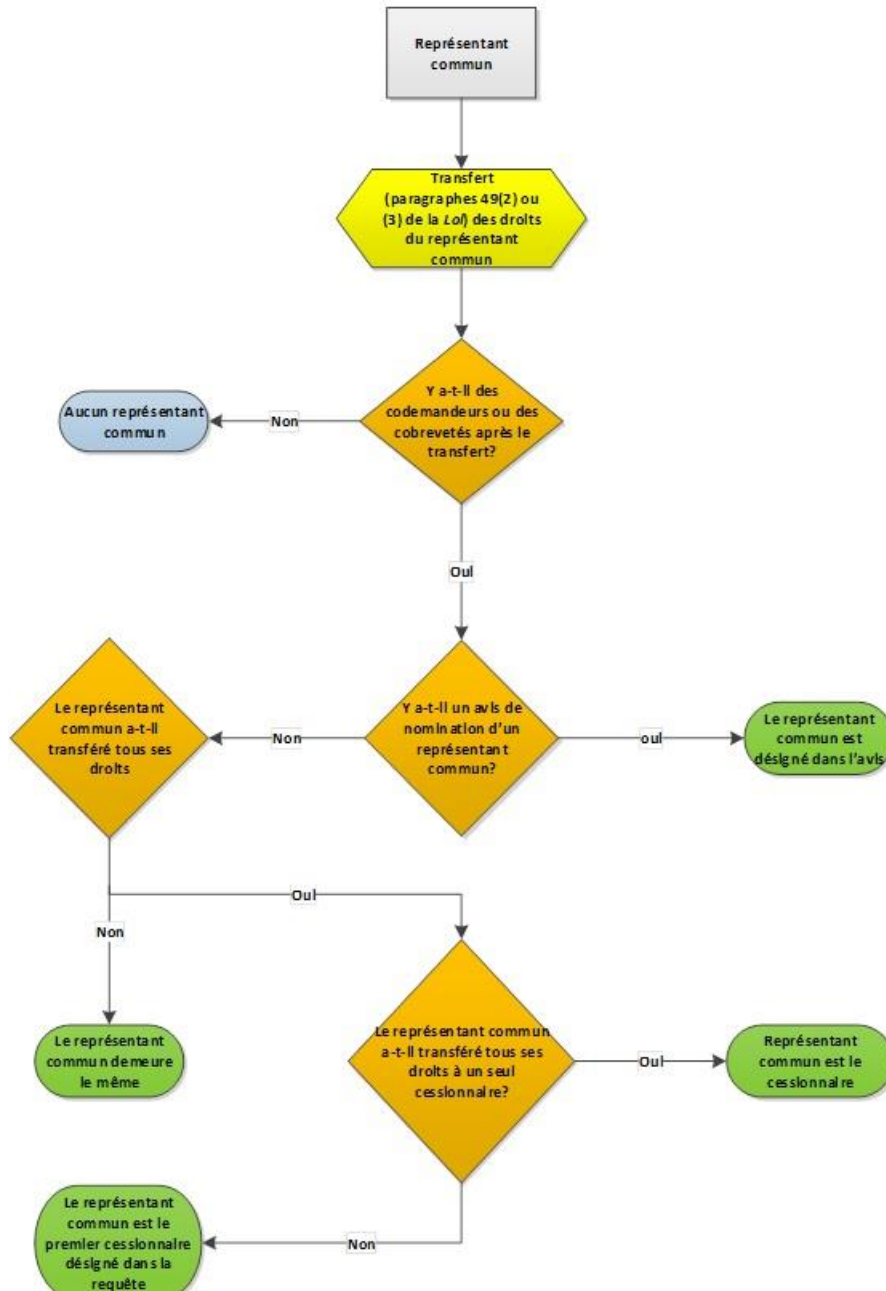 Représentant
commun
Transfert
(paragraphes 49(2) ou
(3) de la Loi) des droits
du représentant
commun
Y a-t-il des
codemandeurs ou des
cobrevetés après le
transfert?
Non
Aucun représentant
commun
Oui
Y a-t-il un avis de
nomination d'un
représentant
commun?
Non
oui
Le représentant
commun a-t-il
transféré tous ses
droits
Le représentant
commun est
désigné dans l'avis
Oui
Non
Le représentant
commun demeure
le même
Le représentant commun
a-t-il transféré tous ses
droits à un seul
cessionnaire?
Oui
Représentant
commun est le
cessionnaire
Non
Le représentant
commun est le
premier cessionnaire
désigné dans la
requête